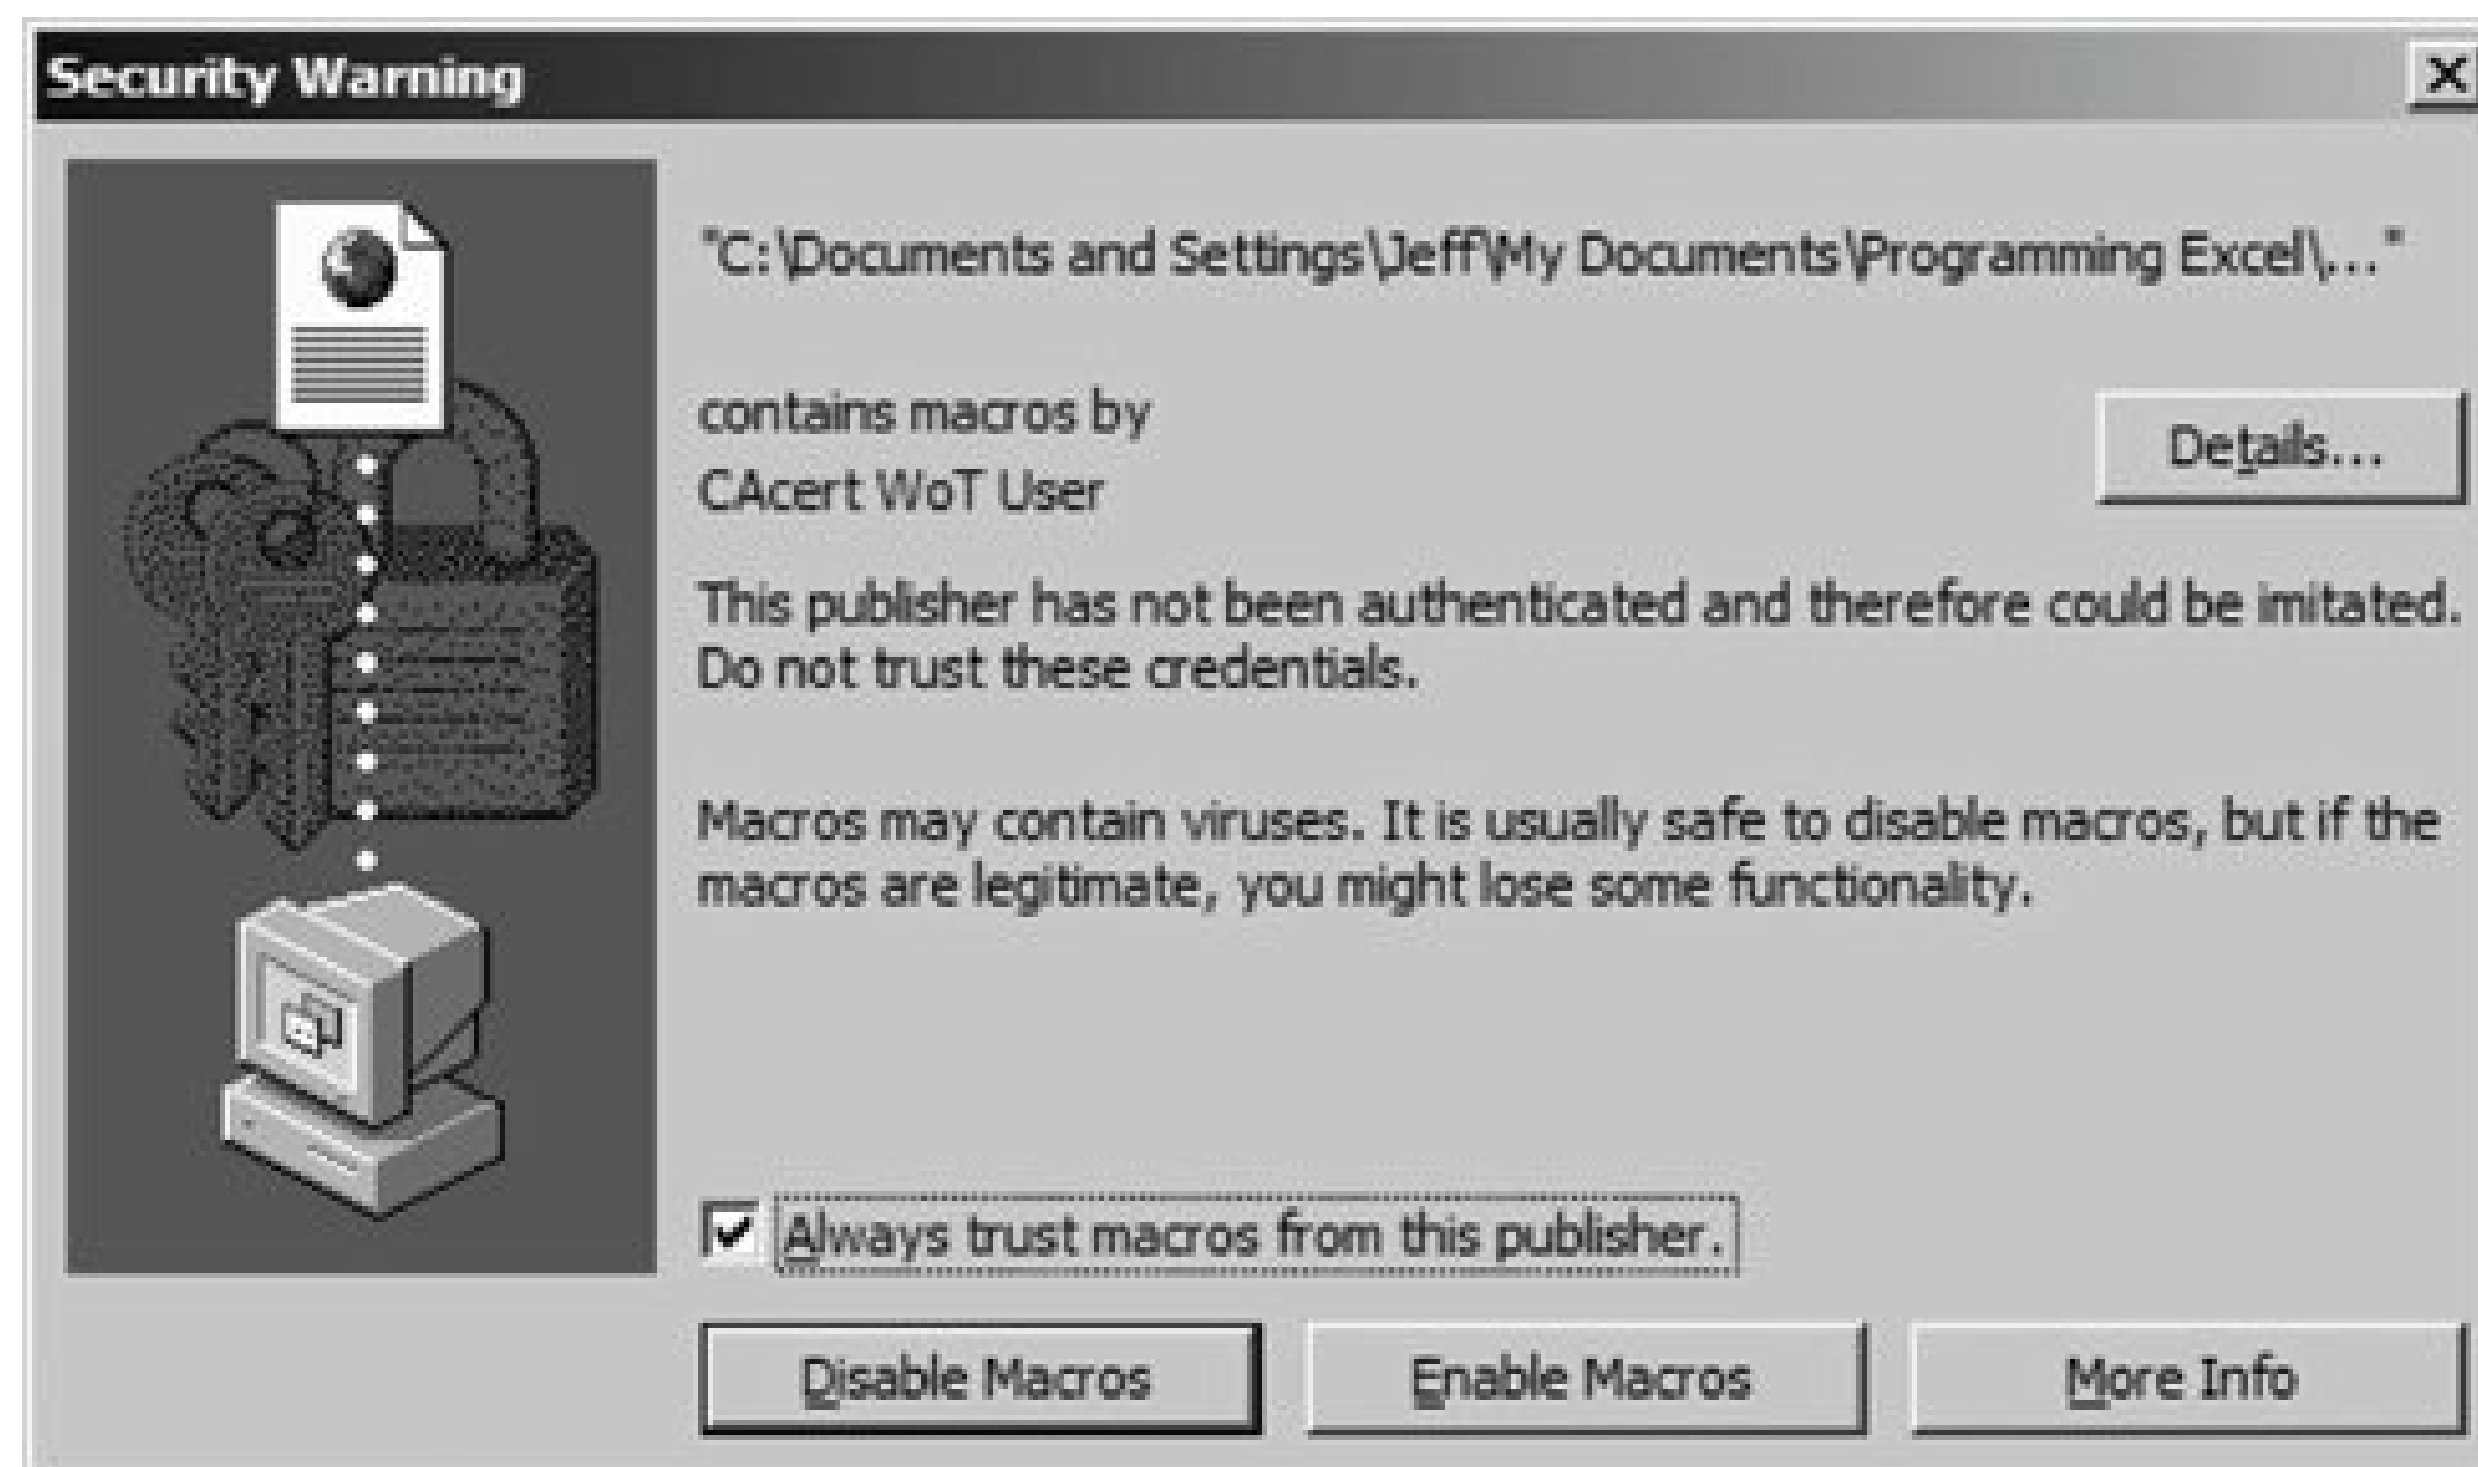 Security Warning
"C:\Documents and Settings\Jeff\My Documents\Programming Excel\..."
contains macros by
Details...
CAcert WoT User
This publisher has not been authenticated and therefore could be imitated.
Do not trust these credentials.
Macros may contain viruses. It is usually safe to disable macros, but if the
macros are legitimate, you might lose some functionality.
Always trust macros from this publisher.
Disable Macros
Enable Macros
More Info